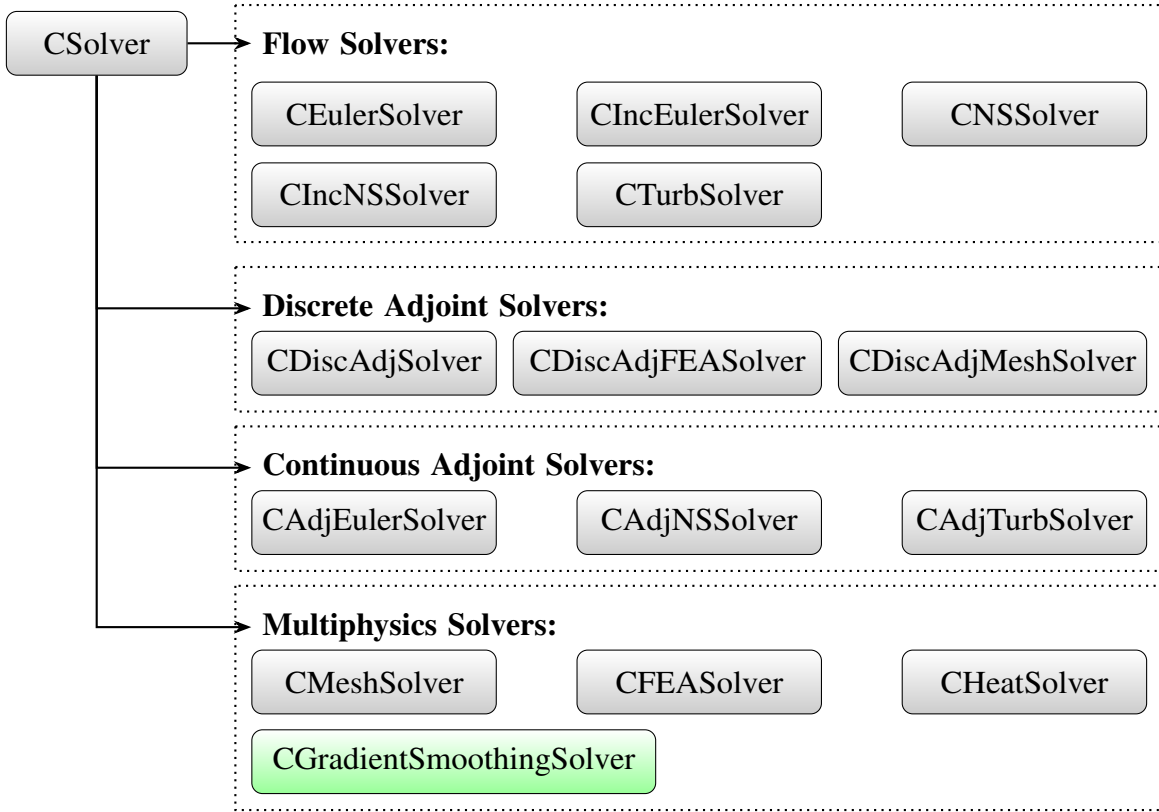 CSolver
Flow Solvers:
CEulerSolver CIncEulerSolver CNSSolver
CIncNSSolver CTurbSolver
Discrete Adjoint Solvers:
CDiscAdjSolver CDiscAdjFEASolver CDiscAdjMeshSolver
Continuous Adjoint Solvers:
CAdjEulerSolver CAdjNSSolver CAdjTurbSolver
Multiphysics Solvers:
CMeshSolver CFEASolver CHeatSolver
CGradientSmoothingSolver